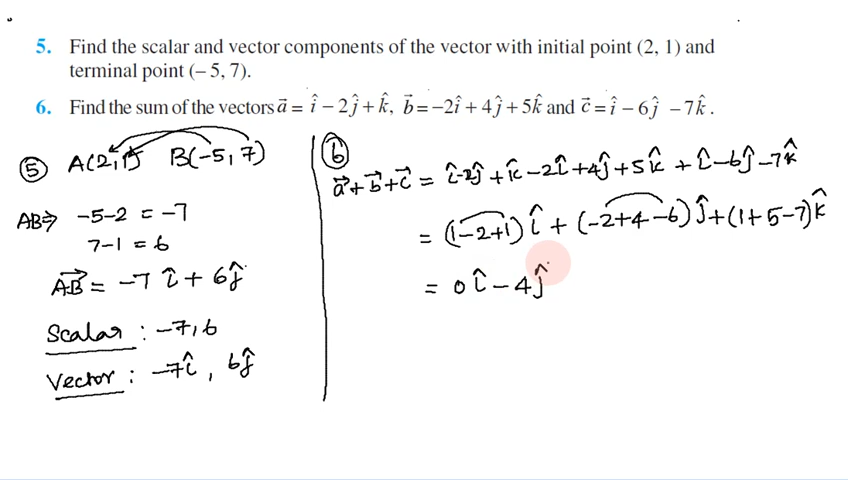 5. Find the scalar and vector components of the vector with initial point (2, 1) and
terminal point (– 5, 7).
6. Find the sum of the vectors a⃗ = î − 2ĵ + k̂, b⃗ = −2î + 4ĵ + 5k̂ and c⃗ = î − 6ĵ − 7k̂ .
⑤ A(2,1) B(−5,7)
AB⇒ −5−2 = −7
7−1 = 6
AB⃗ = −7 î + 6ĵ
Scalar : −7,6
Vector : −7î , 6ĵ
⑥
a⃗+b⃗+c⃗ = î−2ĵ+k̂−2î+4ĵ+5k̂+î−6ĵ−7k̂
= (1−2+1)î + (−2+4−6)ĵ+(1+5−7)k̂
= 0î − 4ĵ